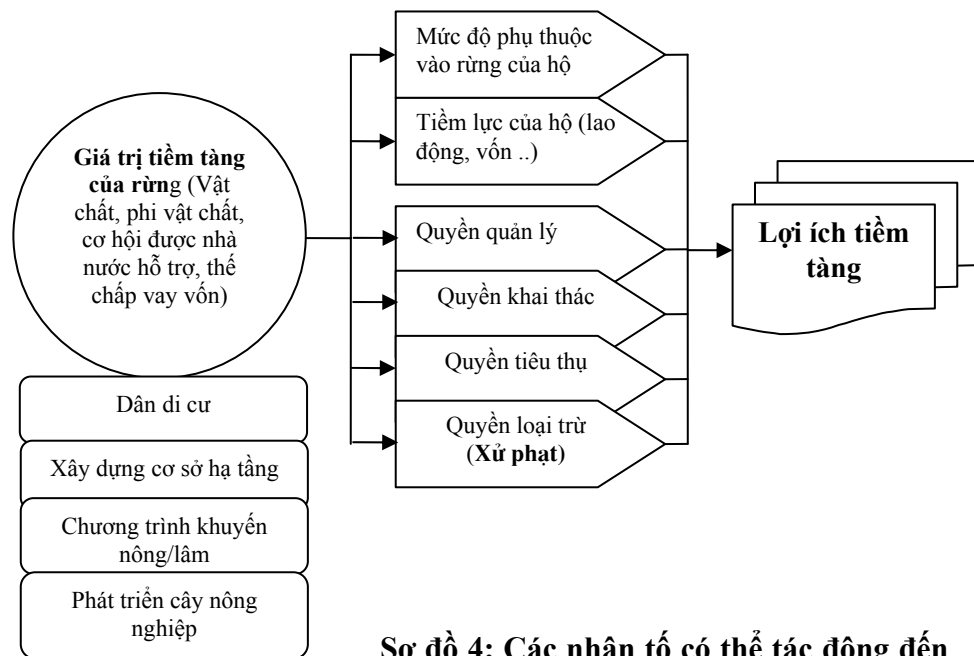 Giá trị tiềm tàng
của rừng (Vật
chất, phi vật chất,
cơ hội được nhà
nước hỗ trợ, thế
chấp vay vốn)
Dân di cư
Xây dựng cơ sở hạ tầng
Chương trình khuyến
nông/lâm
Phát triển cây nông
nghiệp
Mức độ phụ thuộc
vào rừng của hộ
Tiềm lực của hộ (lao
động, vốn ..)
Quyền quản lý
Quyền khai thác
Quyền tiêu thụ
Quyền loại trừ
(Xử phạt)
Lợi ích tiềm
tàng
Sơ đồ 4: Các nhân tố có thể tác động đến